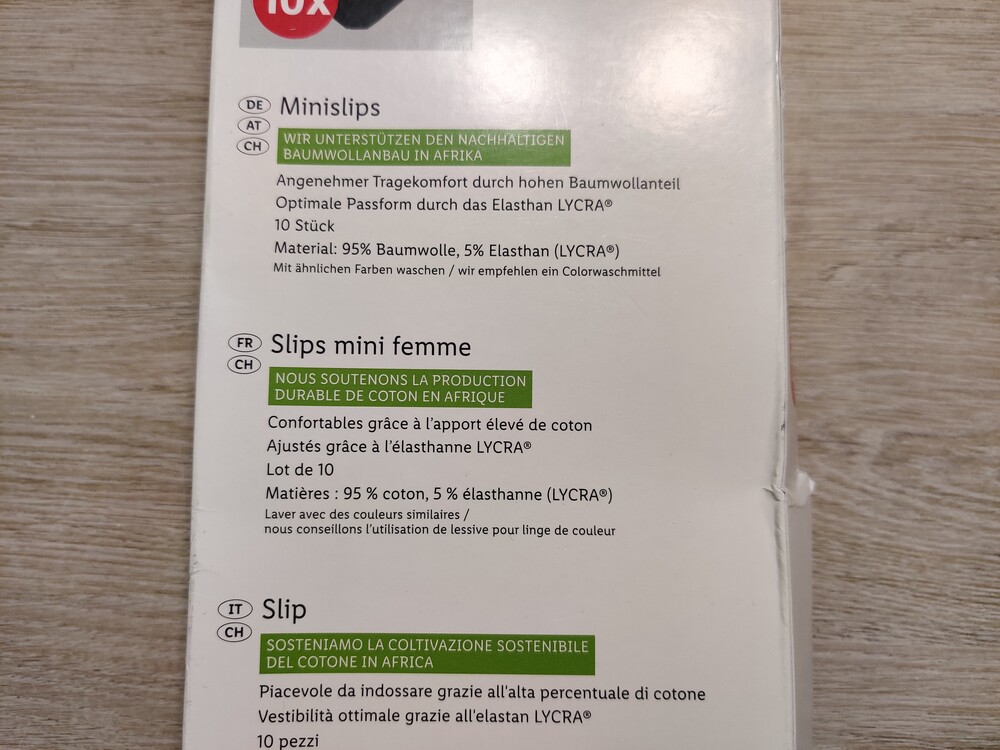 10x
DE
AT
CH
Minislips
WIR UNTERSTÜTZEN DEN NACHHALTIGEN
BAUMWOLLANBAU IN AFRIKA
Angenehmer Tragekomfort durch hohen Baumwollanteil
Optimale Passform durch das Elasthan LYCRA®
10 Stück
Material: 95% Baumwolle, 5% Elasthan (LYCRA®)
Mit ähnlichen Farben waschen / wir empfehlen ein Colorwaschmittel
FR
CH
Slips mini femme
NOUS SOUTENONS LA PRODUCTION
DURABLE DE COTON EN AFRIQUE
Confortables grâce à l'apport élevé de coton
Ajustés grâce à l'élasthanne LYCRA®
Lot de 10
Matières : 95 % coton, 5 % élasthanne (LYCRA®)
Laver avec des couleurs similaires /
nous conseillons l'utilisation de lessive pour linge de couleur
IT
CH
Slip
SOSTENIAMO LA COLTIVAZIONE SOSTENIBILE
DEL COTONE IN AFRICA
Piacevole da indossare grazie all'alta percentuale di cotone
Vestibilità ottimale grazie all'elastan LYCRA®
10 pezzi